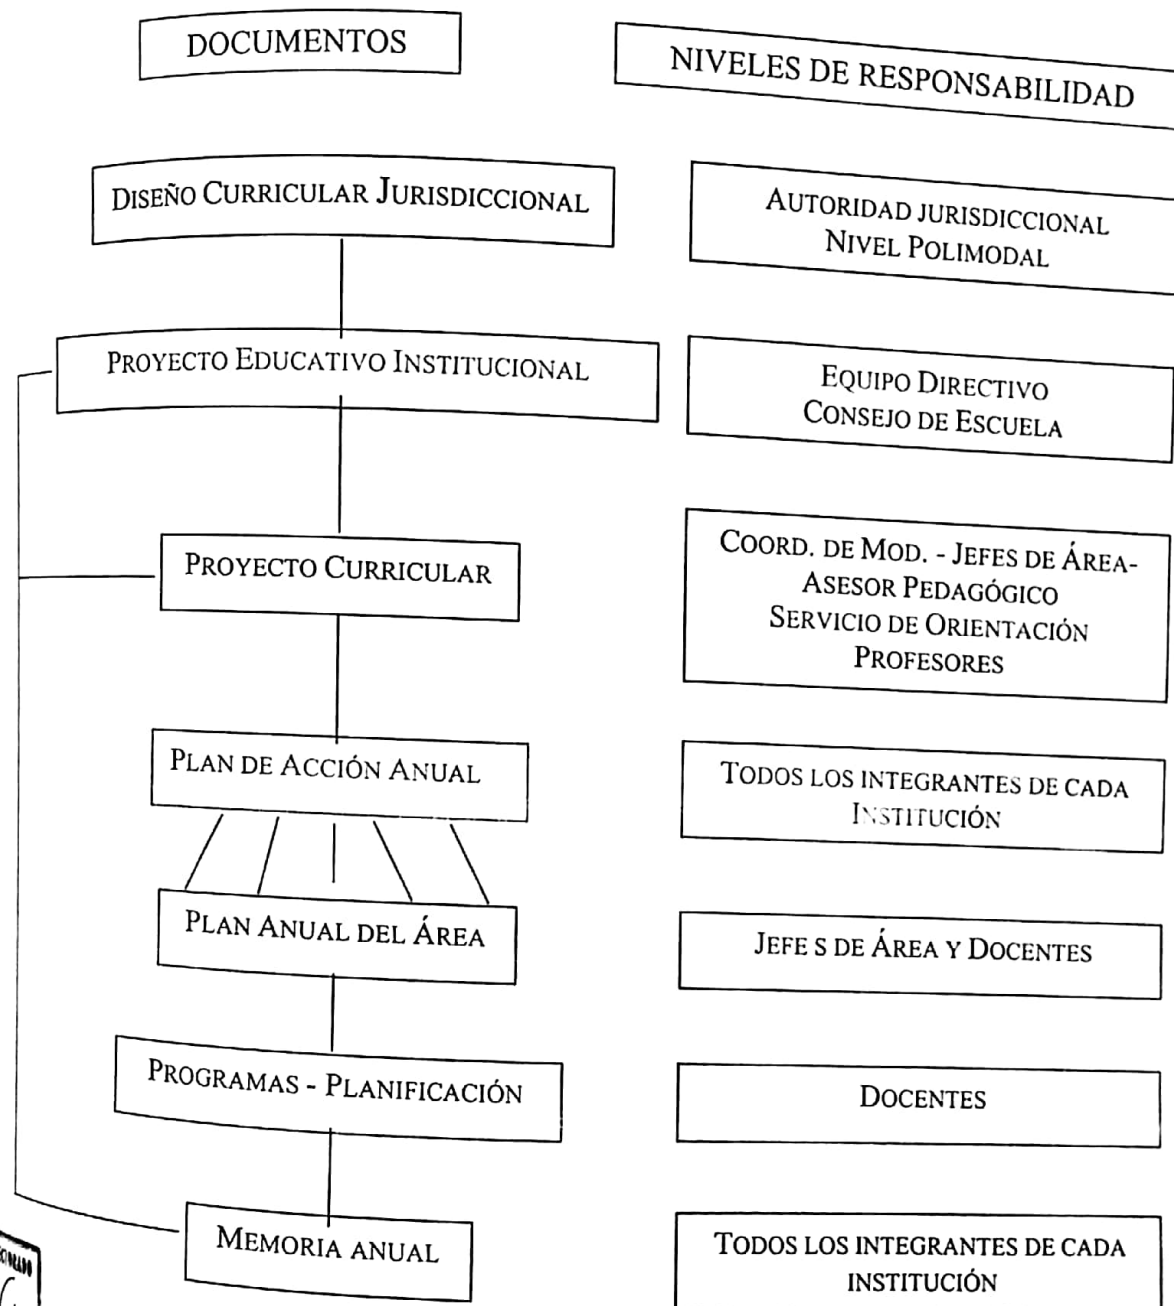 DOCUMENTOS
NIVELES DE RESPONSABILIDAD
DISEÑO CURRICULAR JURISDICCIONAL
AUTORIDAD JURISDICCIONAL
NIVEL POLIMODAL
PROYECTO EDUCATIVO INSTITUCIONAL
EQUIPO DIRECTIVO
CONSEJO DE ESCUELA
PROYECTO CURRICULAR
COORD. DE MOD. - JEFES DE ÁREA-
ASESOR PEDAGÓGICO
SERVICIO DE ORIENTACIÓN
PROFESORES
PLAN DE ACCIÓN ANUAL
TODOS LOS INTEGRANTES DE CADA
INSTITUCIÓN
PLAN ANUAL DEL ÁREA
JEFE S DE ÁREA Y DOCENTES
PROGRAMAS - PLANIFICACIÓN
DOCENTES
MEMORIA ANUAL
TODOS LOS INTEGRANTES DE CADA
INSTITUCIÓN